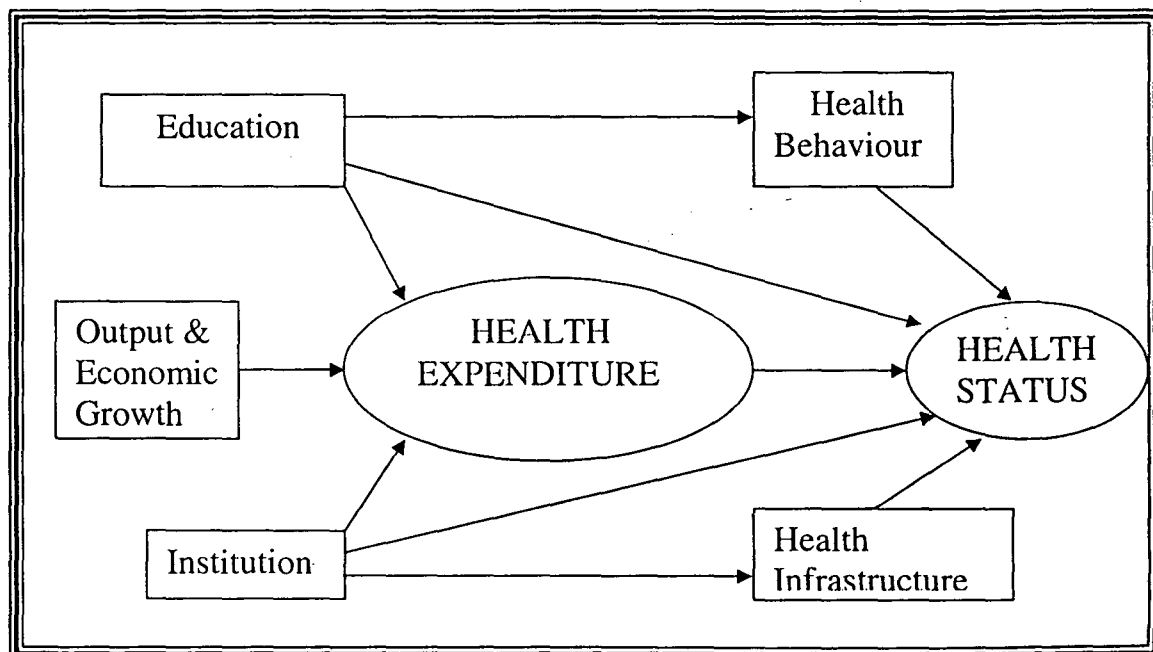 Education
Health
Behaviour
Output &
Economic
Growth
HEALTH
EXPENDITURE
HEALTH
STATUS
Institution
Health
Infrastructure